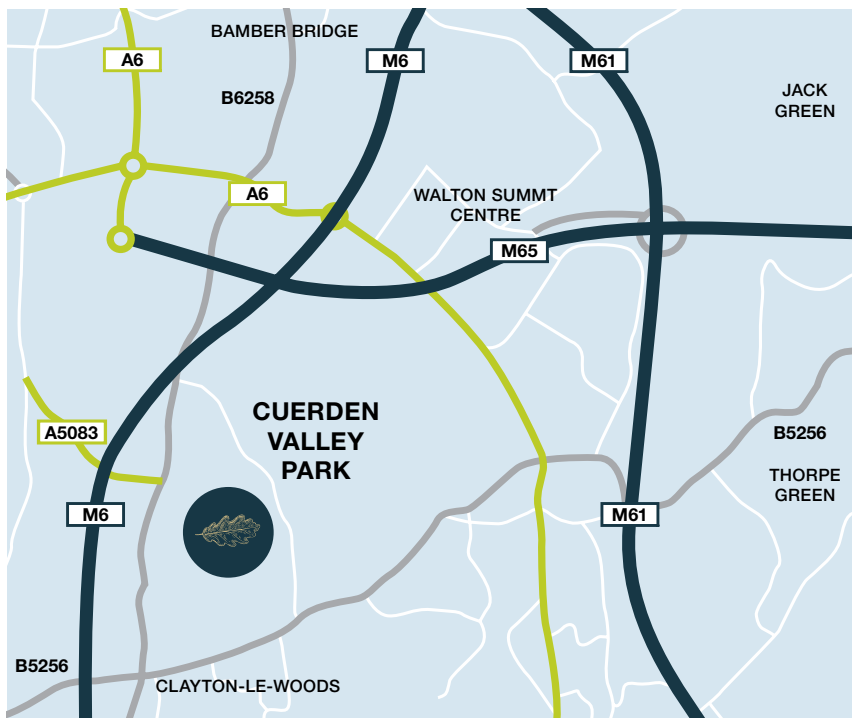 BAMBER BRIDGE
A6
M6
M61
B6258
JACK
GREEN
A6
WALTON SUMMT
CENTRE
M65
CUERDEN
VALLEY
PARK
A5083
B5256
THORPE
GREEN
M6
M61
B5256
CLAYTON-LE-WOODS